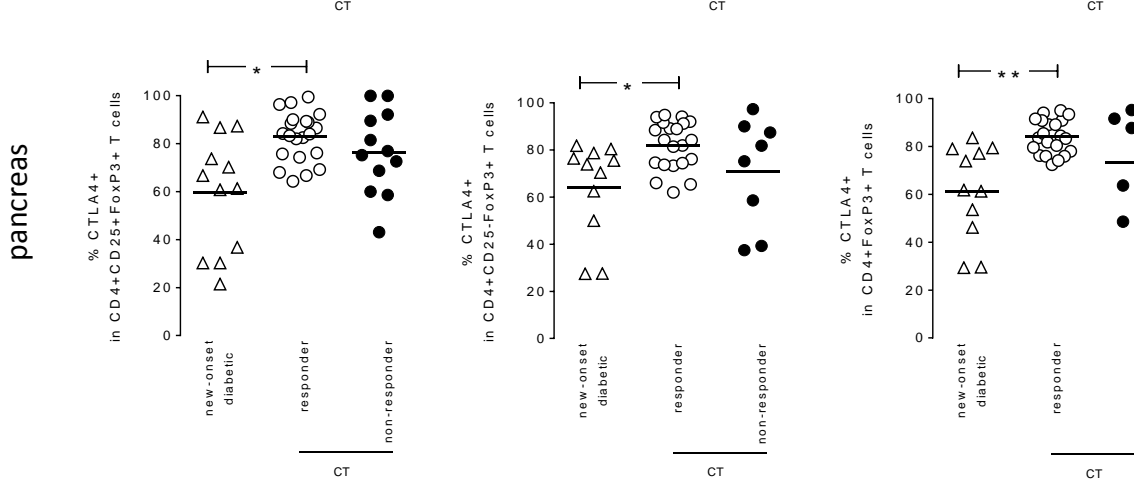 CT
CT
pancreas
% CTLA4+
in CD4+CD25+FoxP3+ T cells
100
80
60
40
20
0
*
new-onset
diabetic
responder
non-responder
CT
% CTLA4+
in CD4+CD25-FoxP3+ T cells
100
80
60
40
20
0
*
new-onset
diabetic
responder
non-responder
CT
% CTLA4+
in CD4+FoxP3+ T cells
100
80
60
40
20
0
**
new-onset
diabetic
responder
CT